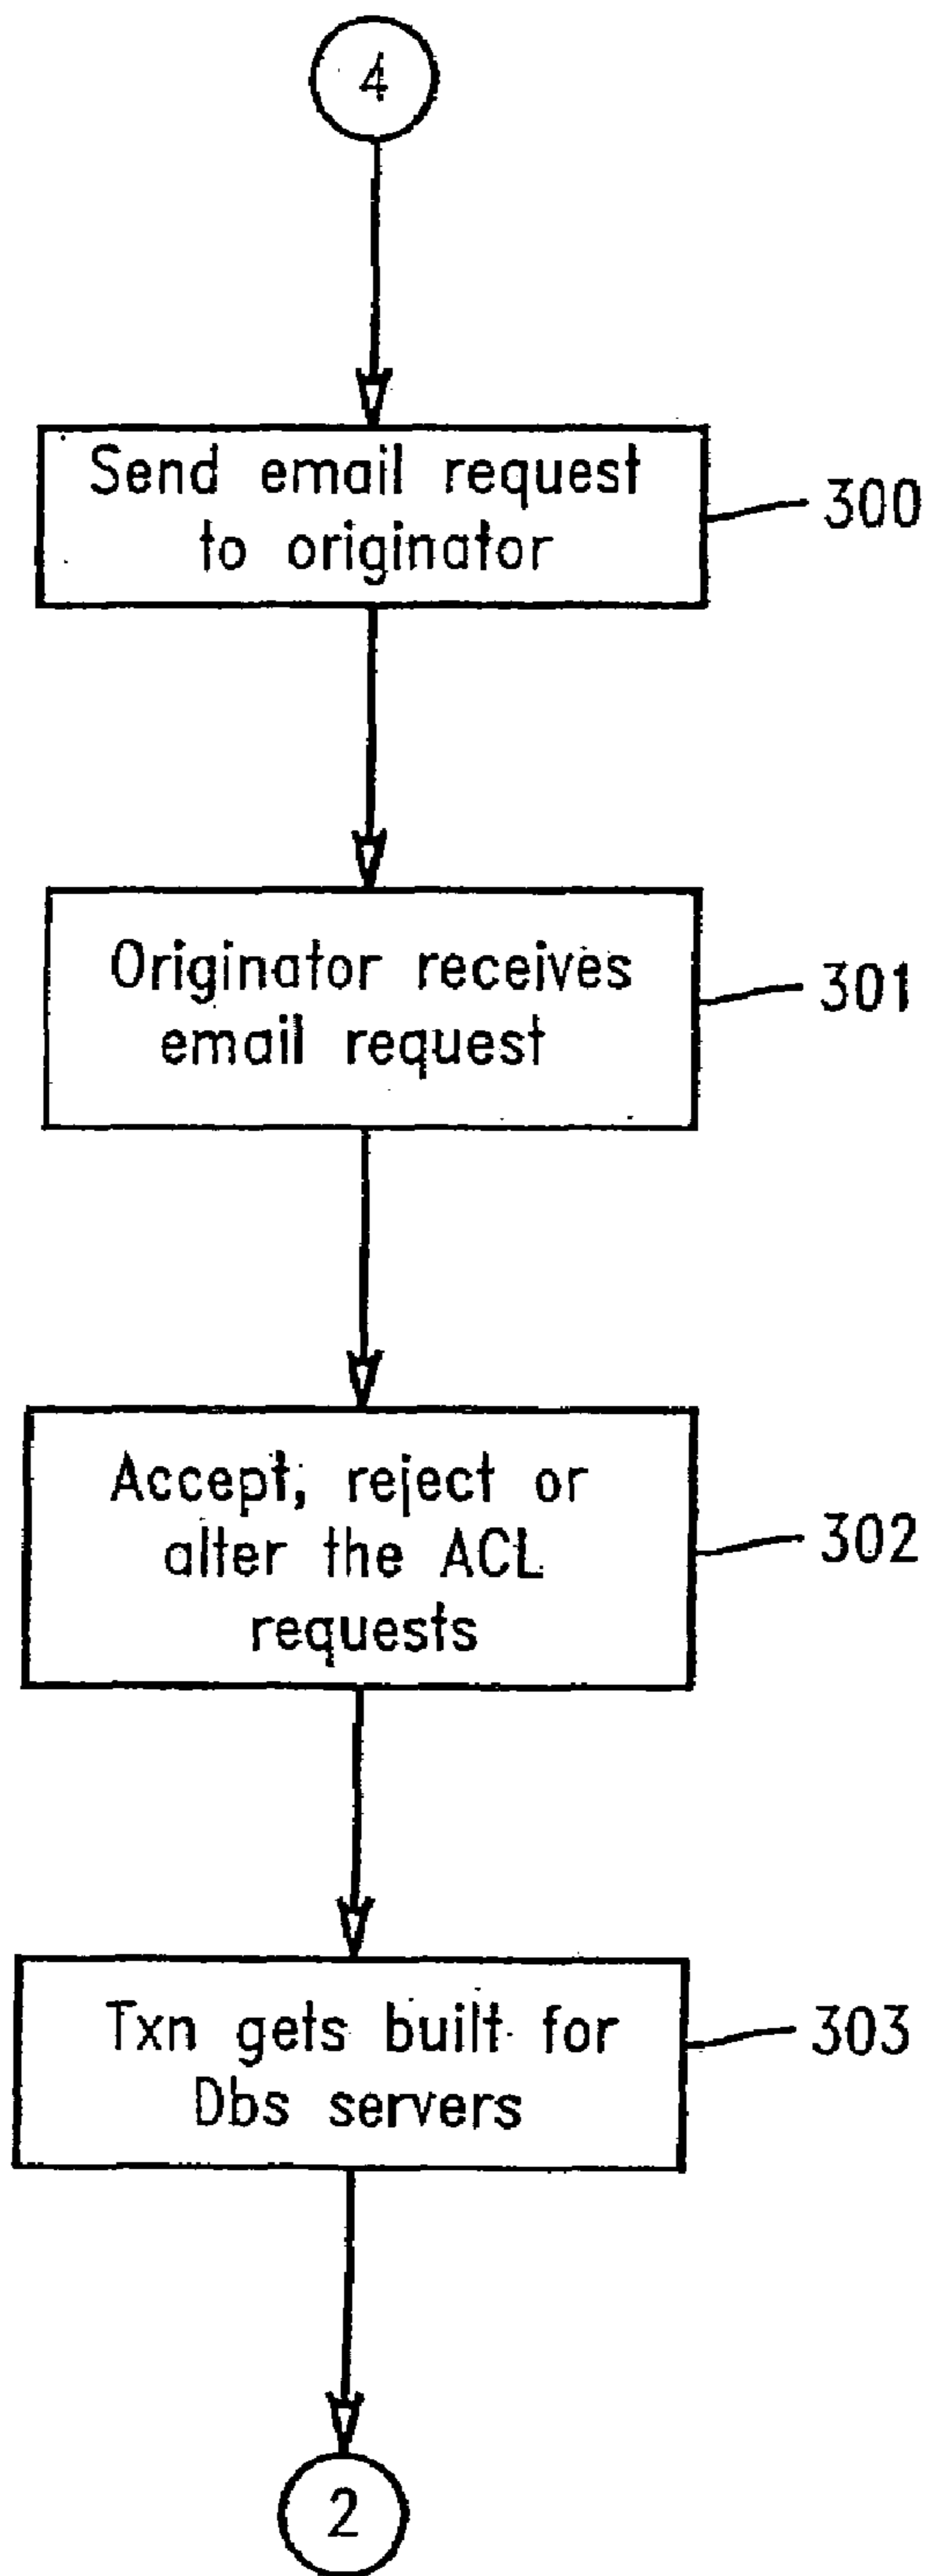 4
Send email request
to originator
300
Originator receives
email request
301
Accept, reject or
alter the ACL
requests
302
Txn gets built for
Dbs servers
303
2